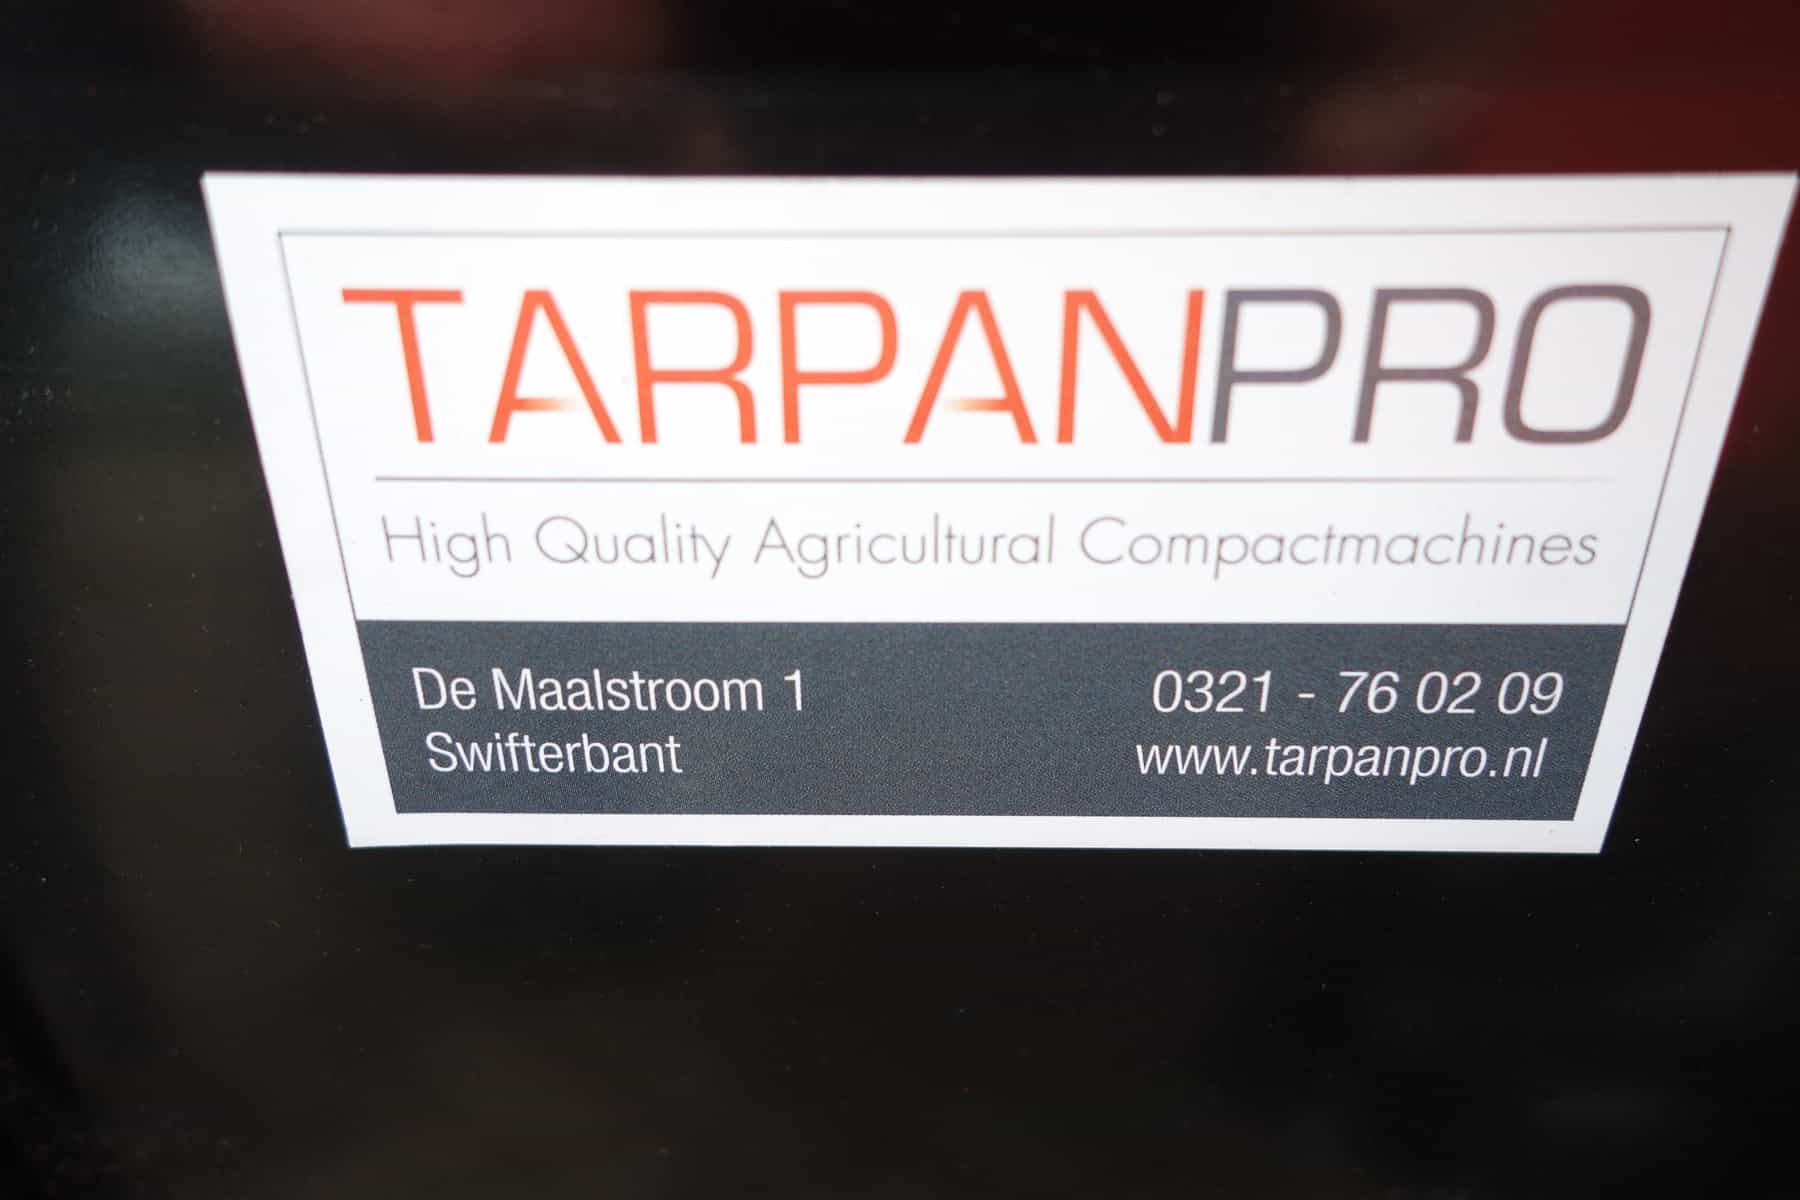 TARPANPRO
High Quality Agricultural Compactmachines
De Maalstroom 1
Swifterbant
0321 - 76 02 09
www.tarpanpro.nl